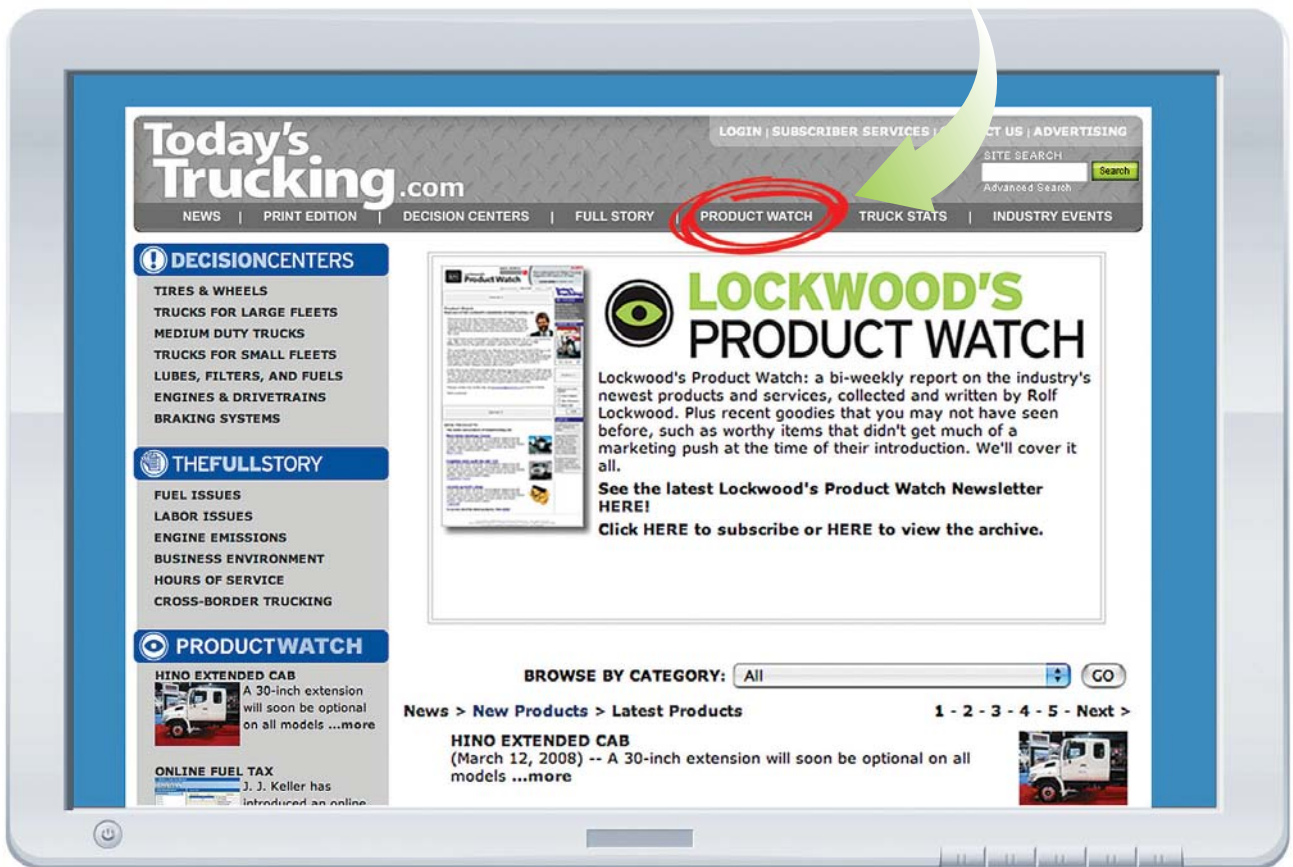 Today's
Trucking.com
LOGIN | SUBSCRIBER SERVICES | CT US | ADVERTISING
SITE SEARCH
Search
Advanced Search
NEWS | PRINT EDITION | DECISION CENTERS | FULL STORY | PRODUCT WATCH TRUCK STATS | INDUSTRY EVENTS
DECISIONCENTERS
TIRES & WHEELS
TRUCKS FOR LARGE FLEETS
MEDIUM DUTY TRUCKS
TRUCKS FOR SMALL FLEETS
LUBES, FILTERS, AND FUELS
ENGINES & DRIVETRAINS
BRAKING SYSTEMS
THEFULLSTORY
FUEL ISSUES
LABOR ISSUES
ENGINE EMISSIONS
BUSINESS ENVIRONMENT
HOURS OF SERVICE
CROSS-BORDER TRUCKING
PRODUCTWATCH
HINO EXTENDED CAB
A 30-inch extension
will soon be optional
on all models ...more
ONLINE FUEL TAX
J. J. Keller has
introduced an online
Product Watch
LOCKWOOD'S
PRODUCT WATCH
Lockwood's Product Watch: a bi-weekly report on the industry's
newest products and services, collected and written by Rolf
Lockwood. Plus recent goodies that you may not have seen
before, such as worthy items that didn't get much of a
marketing push at the time of their introduction. We'll cover it
all.
See the latest Lockwood's Product Watch Newsletter
HERE!
Click HERE to subscribe or HERE to view the archive.
BROWSE BY CATEGORY: All GO
News > New Products > Latest Products 1 - 2 - 3 - 4 - 5 - Next >
HINO EXTENDED CAB
(March 12, 2008) -- A 30-inch extension will soon be optional on all
models ...more